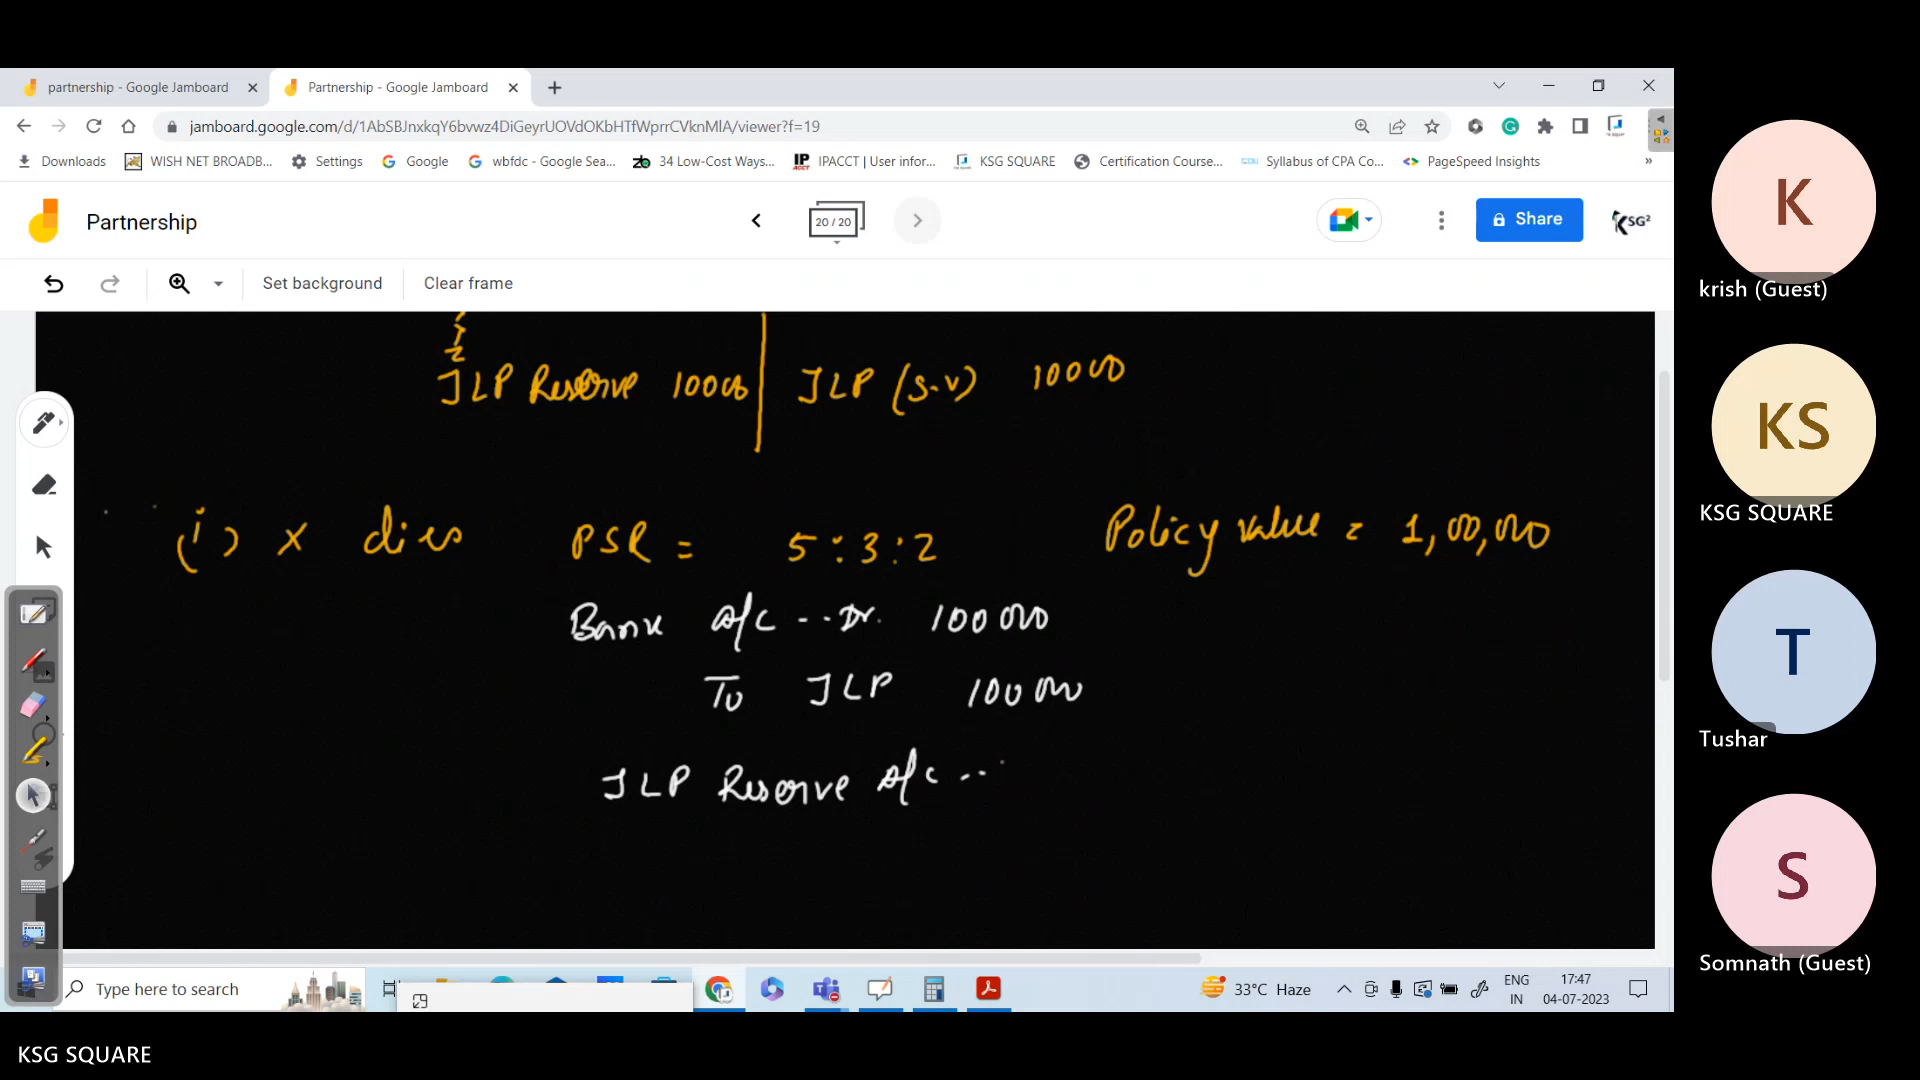 partnership - Google Jamboard
Partnership - Google Jamboard
jamboard.google.com/d/1AbSBJnxkqY6bvwz4DiGeyrUOVdOKbHTfWprrCVknMlA/viewer?f=19
Downloads WISH NET BROADB... Settings Google wbfdc - Google Sea... 34 Low-Cost Ways... IPACCT | User infor... KSG SQUARE Certification Course... Syllabus of CPA Co... PageSpeed Insights »
Partnership
20 / 20
Share
KSG²
Set background
Clear frame
JLP Reserve 10000 JLP (S.V) 10000
(i) X dies PSR = 5:3:2 Policy value = 1,00,000
Bank A/c ...Dr. 100000
To JLP 100000
JLP Reserve A/c ...
Type here to search
33°C Haze
ENG
IN
17:47
04-07-2023
K
krish (Guest)
KS
KSG SQUARE
T
Tushar
S
Somnath (Guest)
KSG SQUARE